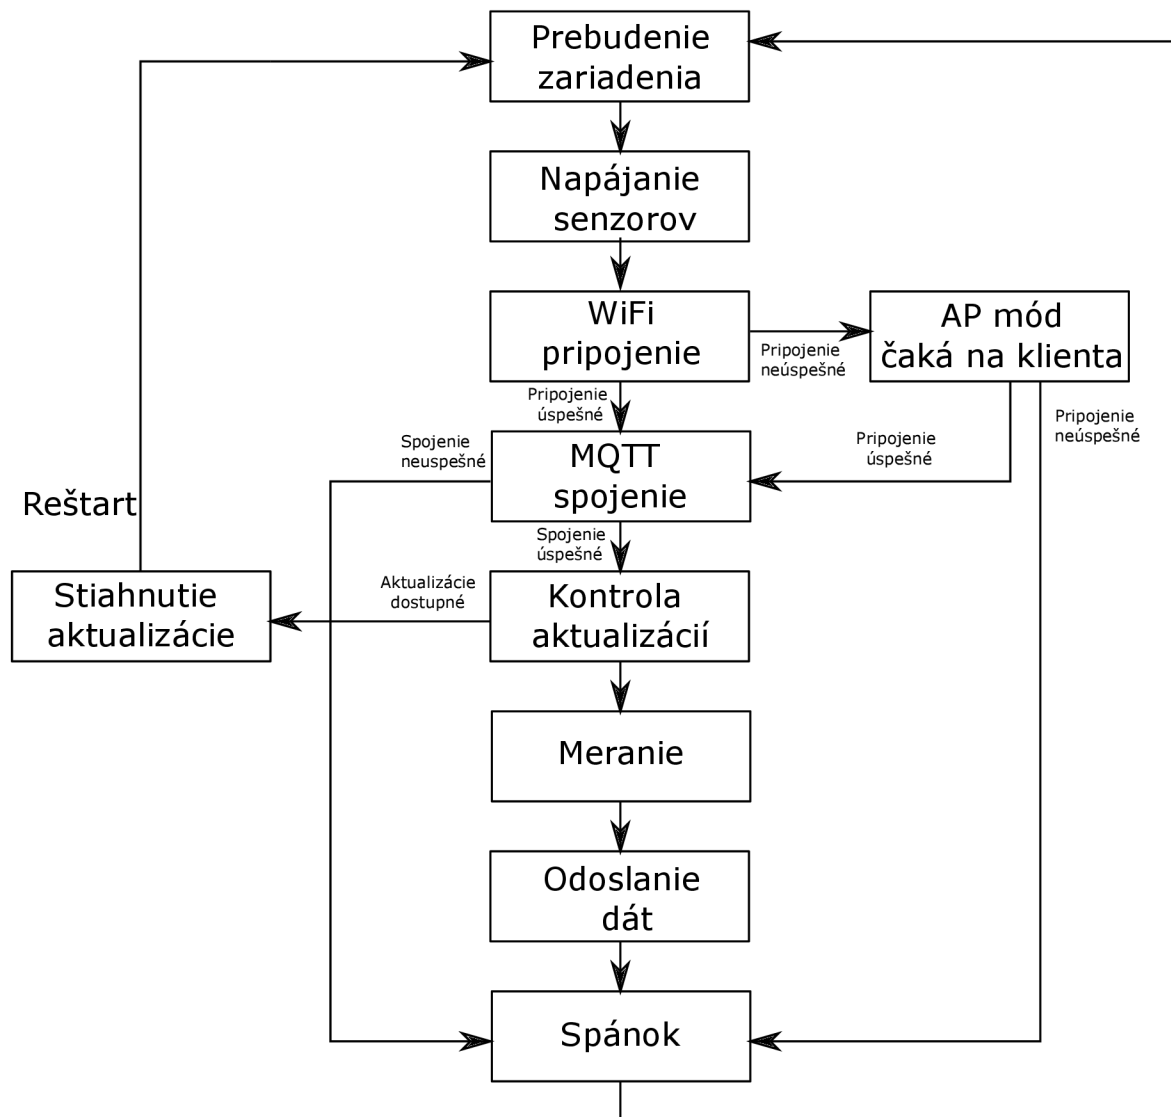 Prebudenie
zariadenia
Napájanie
senzorov
WiFi
pripojenie
AP mód
čaká na klienta
Pripojenie
neúspešné
Pripojenie
úspešné
Pripojenie
neúspešné
Spojenie
neuspešné
MQTT
spojenie
Pripojenie
úspešné
Reštart
Spojenie
úspešné
Stiahnutie
aktualizácie
Aktualizácie
dostupné
Kontrola
aktualizácií
Meranie
Odoslanie
dát
Spánok